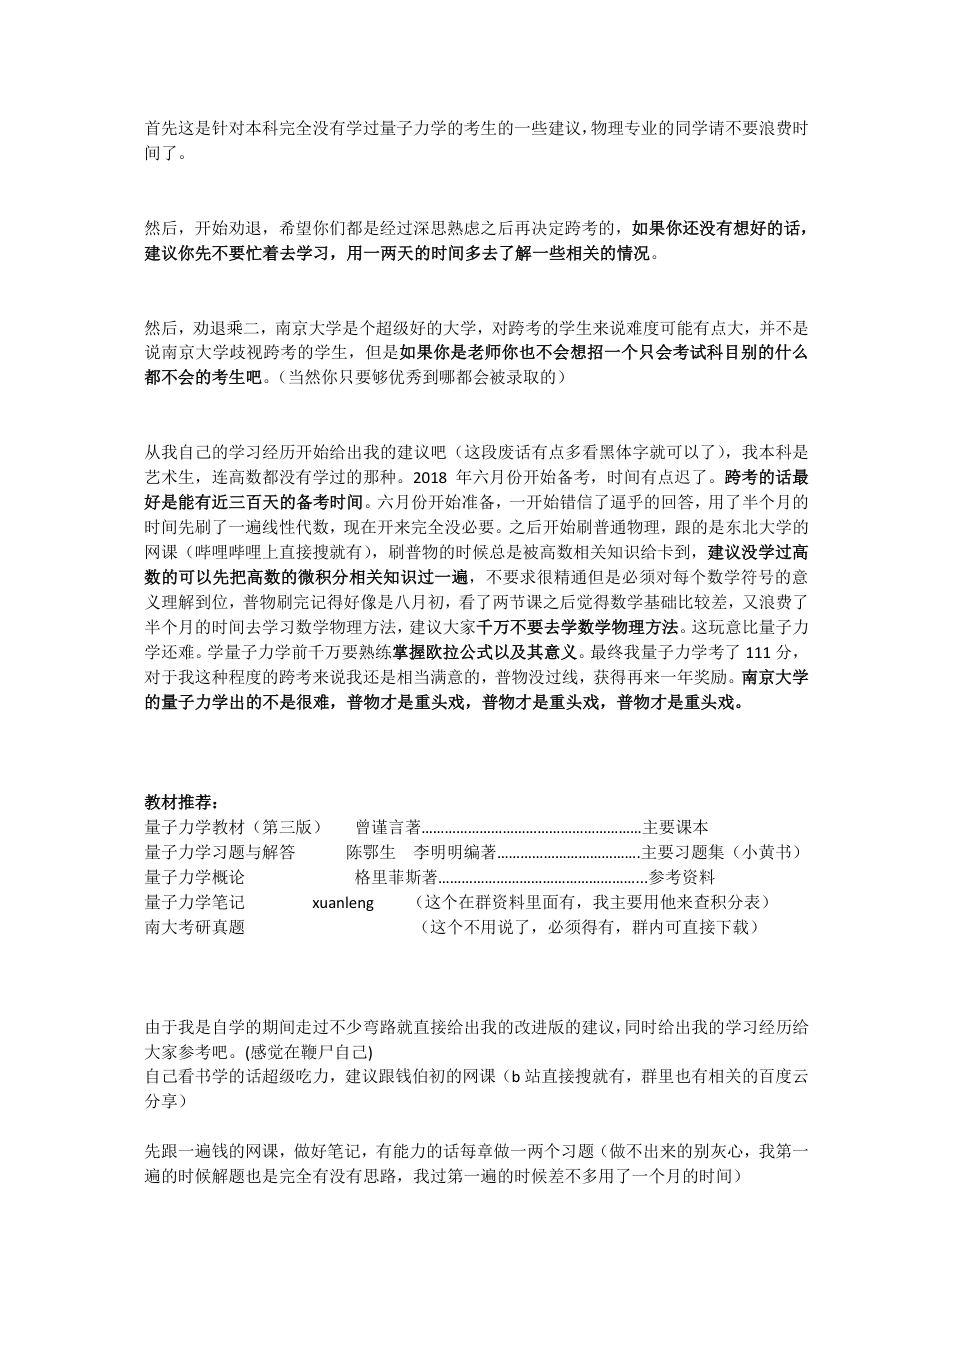 首先这是针对本科完全没有学过量子力学的考生的一些建议，物理专业的同学请不要浪费时
间了。
然后，开始劝退，希望你们都是经过深思熟虑之后再决定跨考的，如果你还没有想好的话，
建议你先不要忙着去学习，用一两天的时间多去了解一些相关的情况。
然后，劝退乘二，南京大学是个超级好的大学，对跨考的学生来说难度可能有点大，并不是
说南京大学歧视跨考的学生，但是如果你是老师你也不会想招一个只会考试科目别的什么
都不会的考生吧。（当然你只要够优秀到哪都会被录取的）
从我自己的学习经历开始给出我的建议吧（这段废话有点多看黑体字就可以了），我本科是
艺术生，连高数都没有学过的那种。2018 年六月份开始备考，时间有点迟了。跨考的话最
好是能有近三百天的备考时间。六月份开始准备，一开始错信了逼乎的回答，用了半个月的
时间先刷了一遍线性代数，现在开来完全没必要。之后开始刷普通物理，跟的是东北大学的
网课（哔哩哔哩上直接搜就有），刷普物的时候总是被高数相关知识给卡到，建议没学过高
数的可以先把高数的微积分相关知识过一遍，不要求很精通但是必须对每个数学符号的意
义理解到位，普物刷完记得好像是八月初，看了两节课之后觉得数学基础比较差，又浪费了
半个月的时间去学习数学物理方法，建议大家千万不要去学数学物理方法。这玩意比量子力
学还难。学量子力学前千万要熟练掌握欧拉公式以及其意义。最终我量子力学考了 111 分，
对于我这种程度的跨考来说我还是相当满意的，普物没过线，获得再来一年奖励。南京大学
的量子力学出的不是很难，普物才是重头戏，普物才是重头戏，普物才是重头戏。
教材推荐：
量子力学教材（第三版） 曾谨言著…………………………………………………主要课本
量子力学习题与解答 陈鄂生 李明明编著……………………………….主要习题集（小黄书）
量子力学概论 格里菲斯著………………………………………………...参考资料
量子力学笔记 xuanleng （这个在群资料里面有，我主要用他来查积分表）
南大考研真题 （这个不用说了，必须得有，群内可直接下载）
由于我是自学的期间走过不少弯路就直接给出我的改进版的建议，同时给出我的学习经历给
大家参考吧。(感觉在鞭尸自己)
自己看书学的话超级吃力，建议跟钱伯初的网课（b 站直接搜就有，群里也有相关的百度云
分享）
先跟一遍钱的网课，做好笔记，有能力的话每章做一两个习题（做不出来的别灰心，我第一
遍的时候解题也是完全有没有思路，我过第一遍的时候差不多用了一个月的时间）